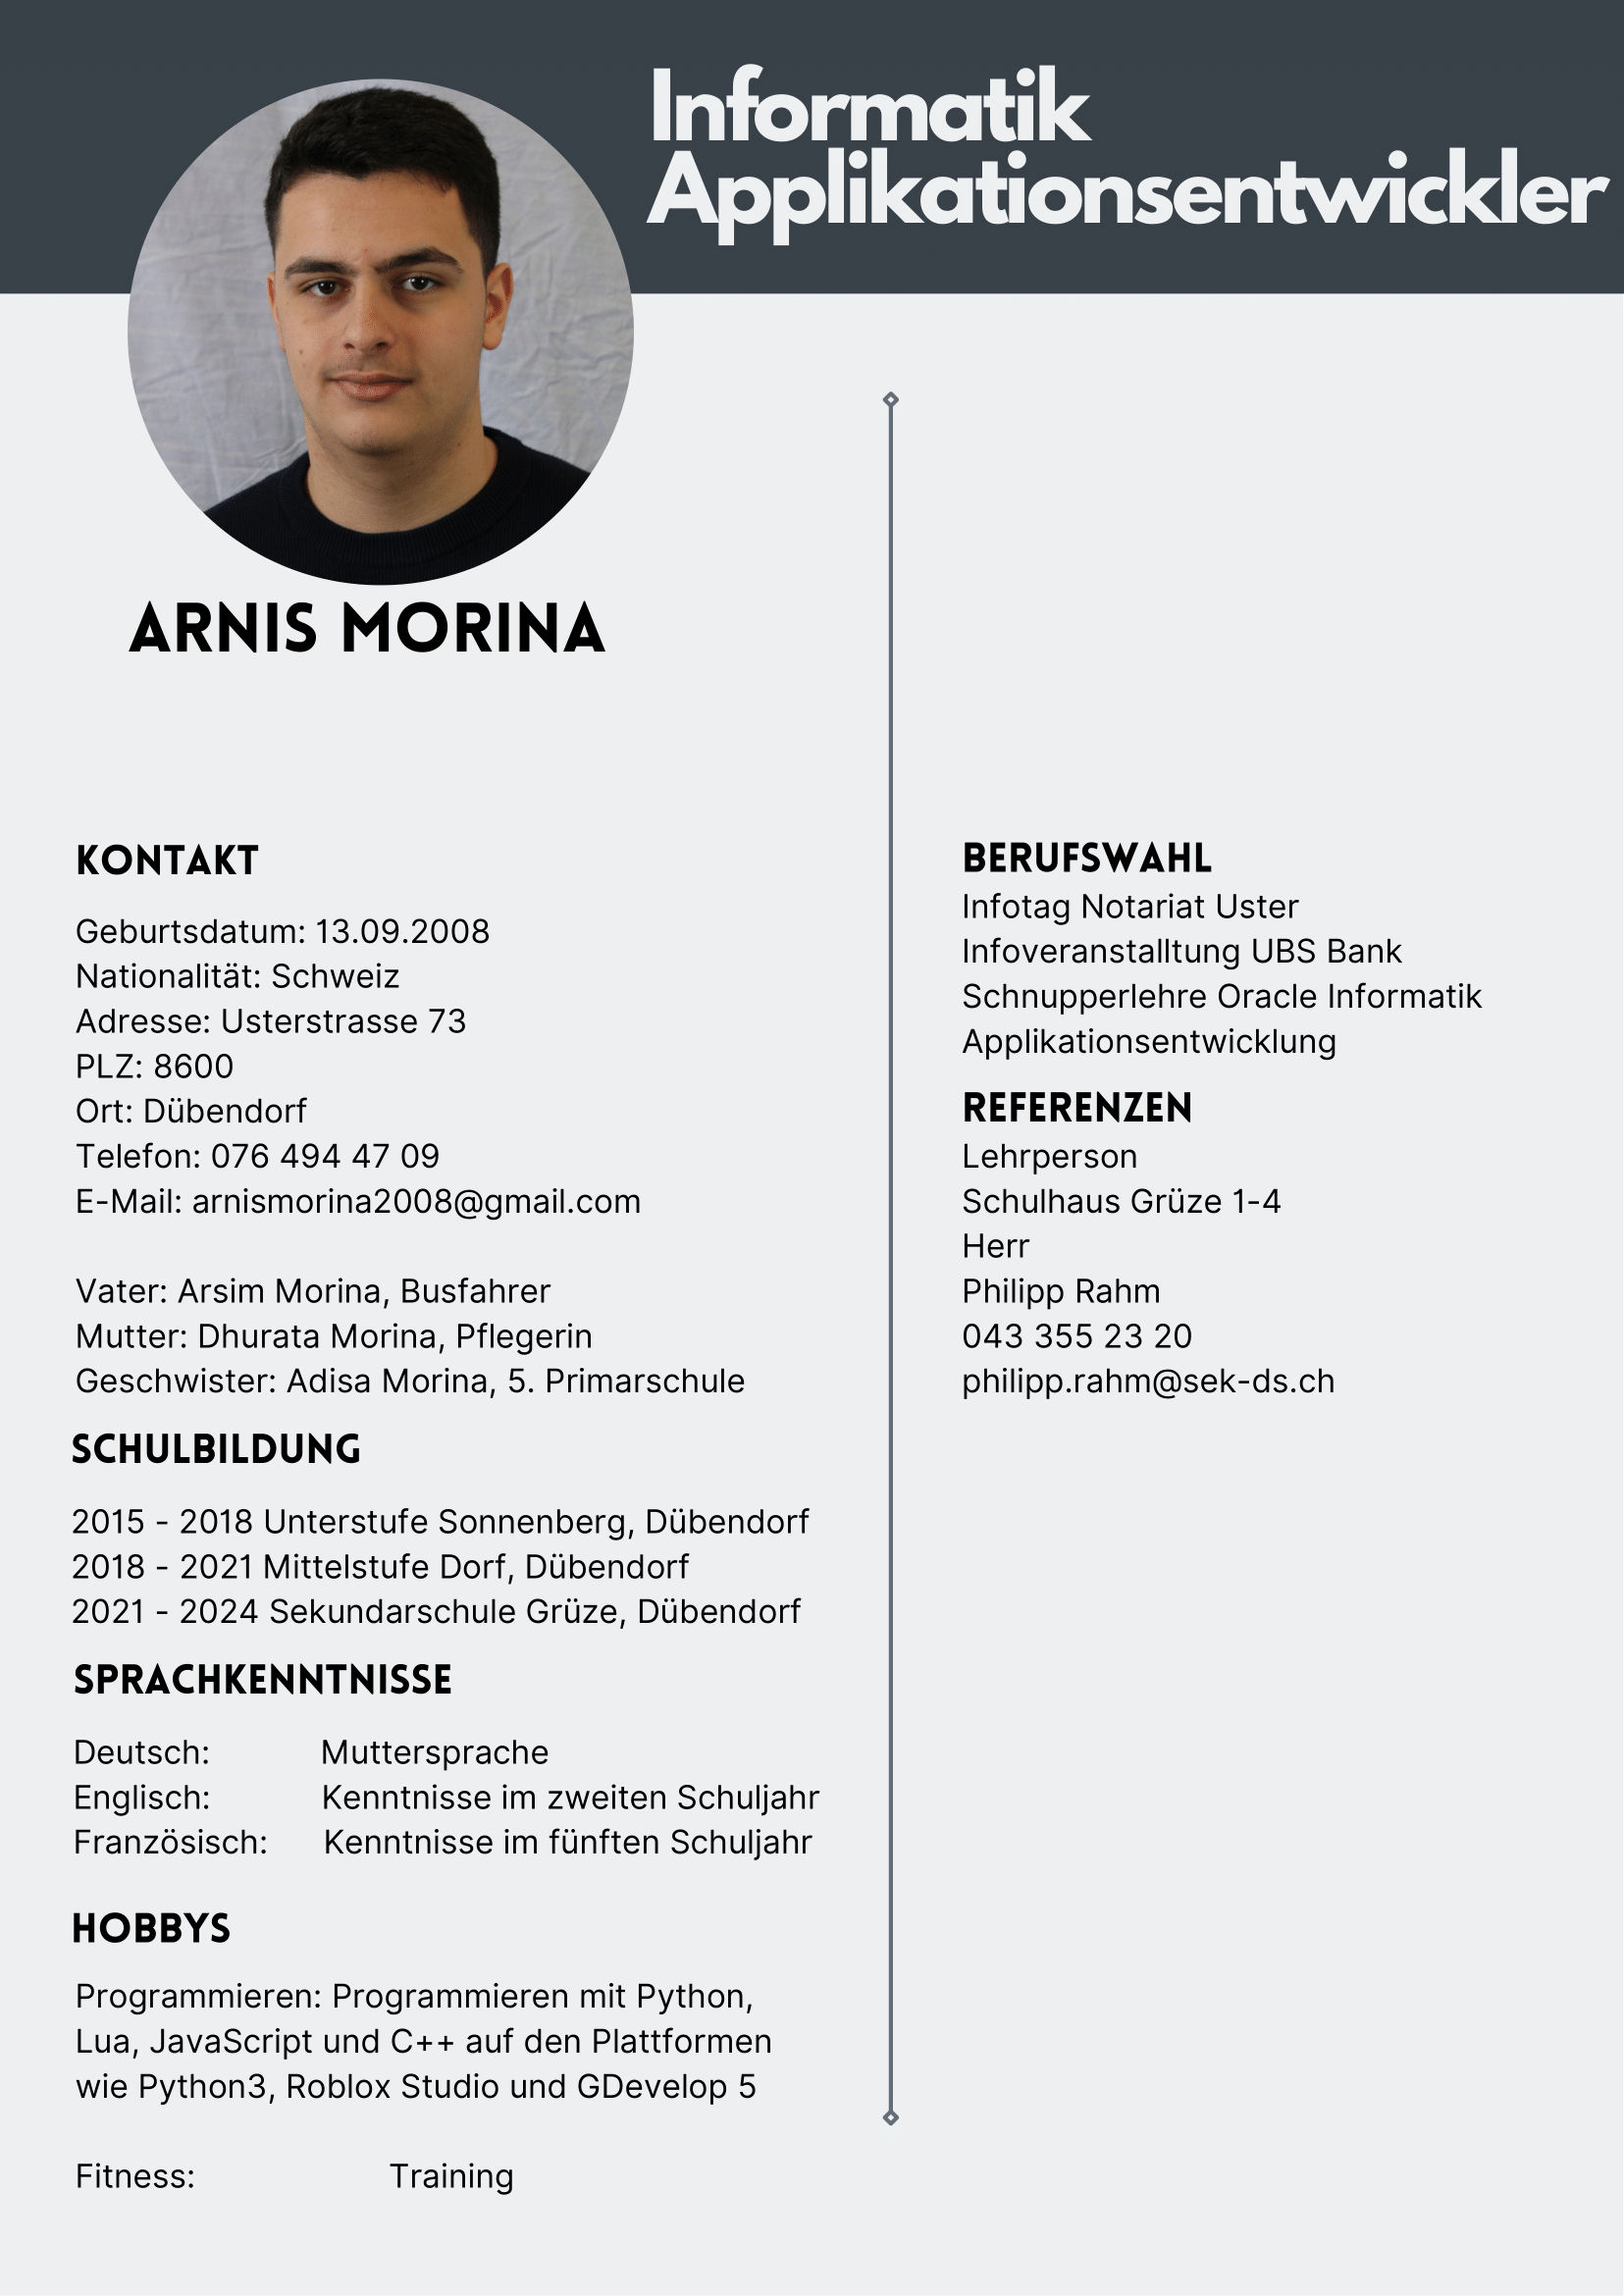 Informatik
Applikationsentwickler
ARNIS MORINA
KONTAKT
Geburtsdatum: 13.09.2008
Nationalität: Schweiz
Adresse: Usterstrasse 73
PLZ: 8600
Ort: Dübendorf
Telefon: 076 494 47 09
E-Mail: arnismorina2008@gmail.com
Vater: Arsim Morina, Busfahrer
Mutter: Dhurata Morina, Pflegerin
Geschwister: Adisa Morina, 5. Primarschule
SCHULBILDUNG
2015 - 2018 Unterstufe Sonnenberg, Dübendorf
2018 - 2021 Mittelstufe Dorf, Dübendorf
2021 - 2024 Sekundarschule Grüze, Dübendorf
SPRACHKENNTNISSE
Deutsch: Muttersprache
Englisch: Kenntnisse im zweiten Schuljahr
Französisch: Kenntnisse im fünften Schuljahr
HOBBYS
Programmieren: Programmieren mit Python,
Lua, JavaScript und C++ auf den Plattformen
wie Python3, Roblox Studio und GDevelop 5
Fitness: Training
BERUFSWAHL
Infotag Notariat Uster
Infoveranstalltung UBS Bank
Schnupperlehre Oracle Informatik
Applikationsentwicklung
REFERENZEN
Lehrperson
Schulhaus Grüze 1-4
Herr
Philipp Rahm
043 355 23 20
philipp.rahm@sek-ds.ch